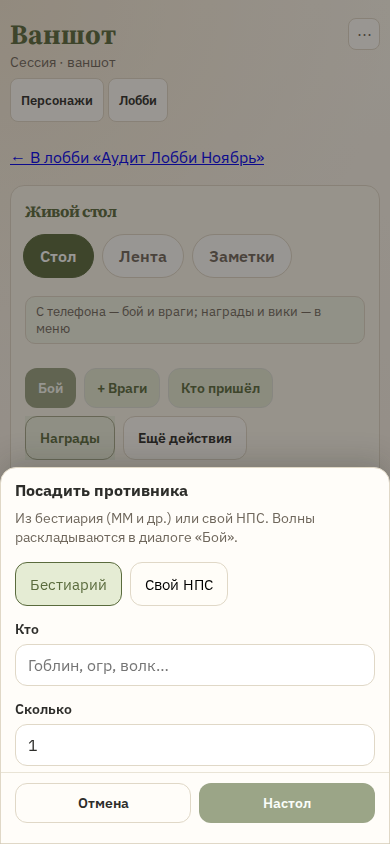 Ваншот
...
Сессия · ваншот
Персонажи
Лобби
← В лобби «Аудит Лобби Ноябрь»
Живой стол
Стол
Лента
Заметки
С телефона — бой и враги; награды и вики — в
меню
Бой
+ Враги
Кто пришёл
Награды
Ещё действия
Посадить противника
Из бестиария (ММ и др.) или свой НПС. Волны
раскладываются в диалоге «Бой».
Бестиарий
Свой НПС
Кто
Гоблин, огр, волк...
Сколько
1
Отмена
Настол